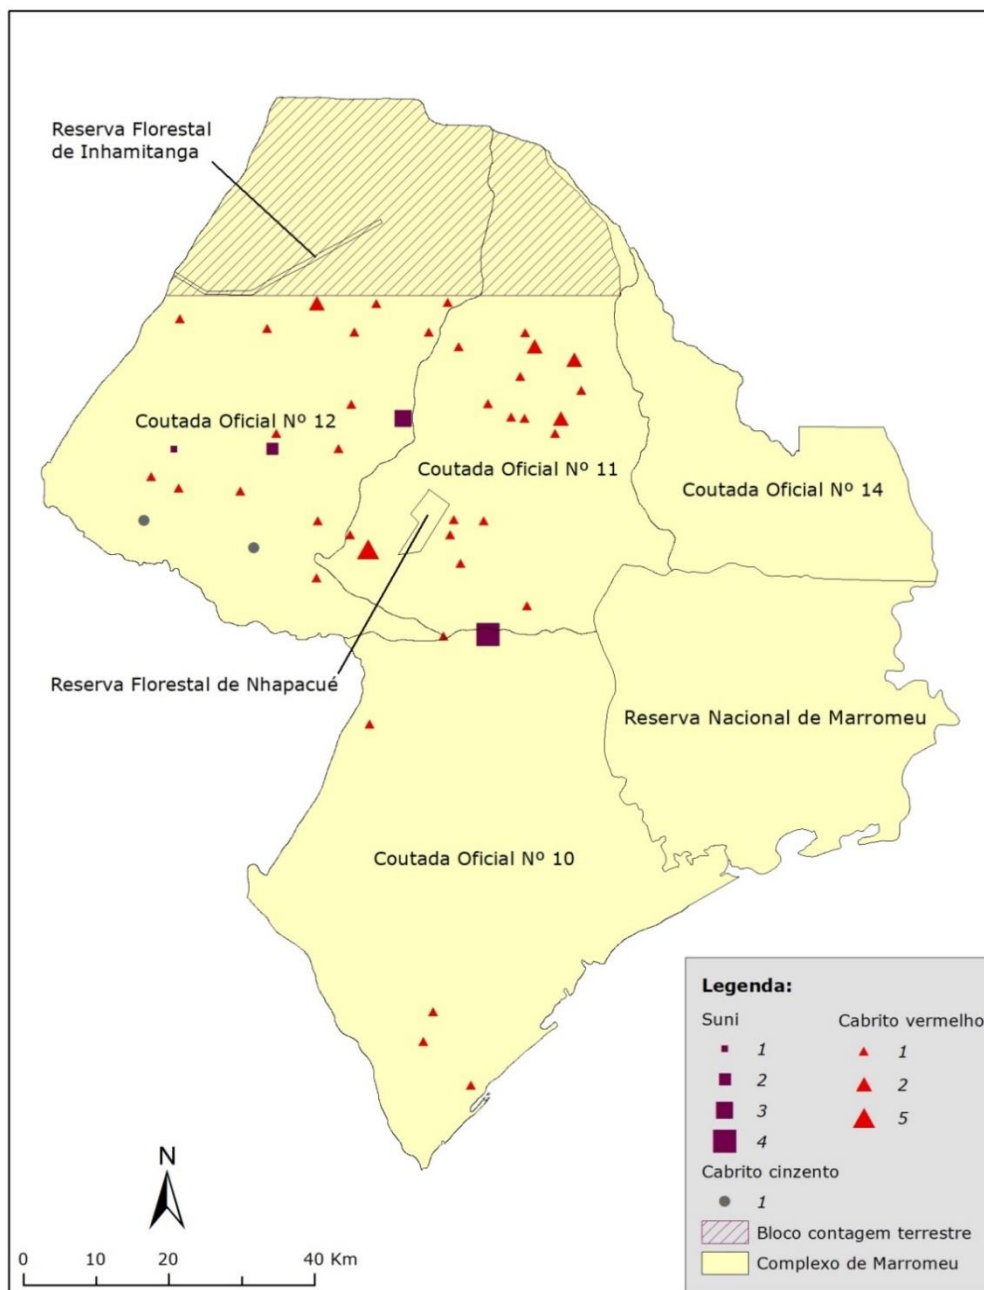 Reserva Florestal
de Inhamitanga
Coutada Oficial Nº 12
Coutada Oficial Nº 11
Coutada Oficial Nº 14
Reserva Florestal de Nhapacué
Reserva Nacional de Marromeu
Coutada Oficial Nº 10
Legenda:
Suni
1
2
3
4
Cabrito vermelho
1
2
5
Cabrito cinzento
1
Bloco contagem terrestre
Complexo de Marromeu
N
0 20 40 Km